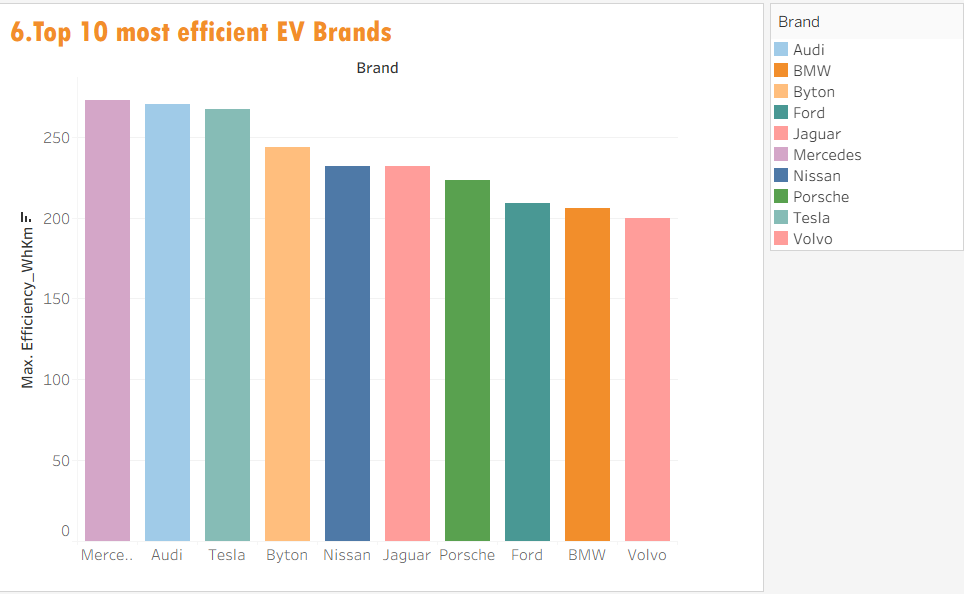 6.Top 10 most efficient EV Brands
Brand
Max. Efficiency_WhKm
250
200
150
100
50
0
Merce.. Audi Tesla Byton Nissan Jaguar Porsche Ford BMW Volvo
Brand
Audi
BMW
Byton
Ford
Jaguar
Mercedes
Nissan
Porsche
Tesla
Volvo